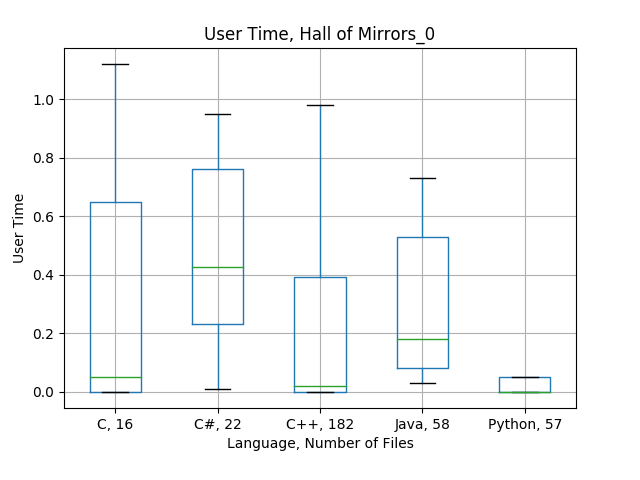 User Time, Hall of Mirrors_0
1.0
0.8
0.6
0.4
0.2
0.0
User Time
C, 16
C#, 22
C++, 182
Java, 58
Python, 57
Language, Number of Files